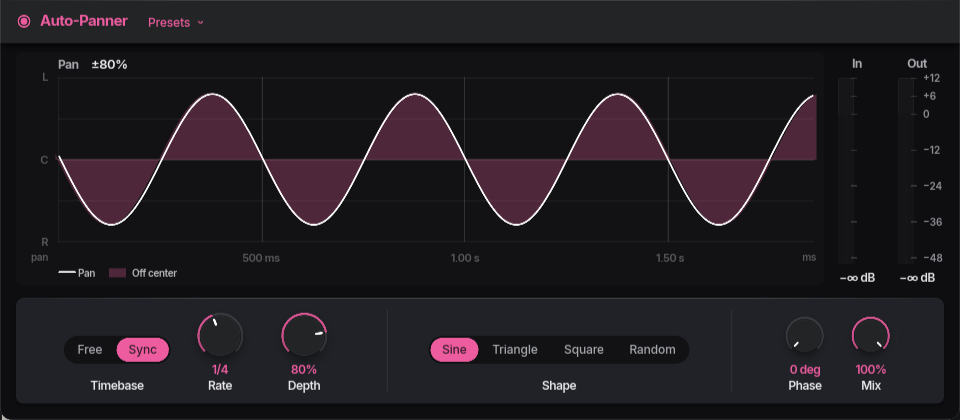 Auto-Panner Presets
Pan ±80% In Out
L +12
+6
0
C −12
−24
−36
R −48
pan 500 ms 1.00 s 1.50 s ms
Pan Off center −∞ dB −∞ dB
Free Sync Sine Triangle Square Random
1/4 80% 0 deg 100%
Timebase Rate Depth Shape Phase Mix